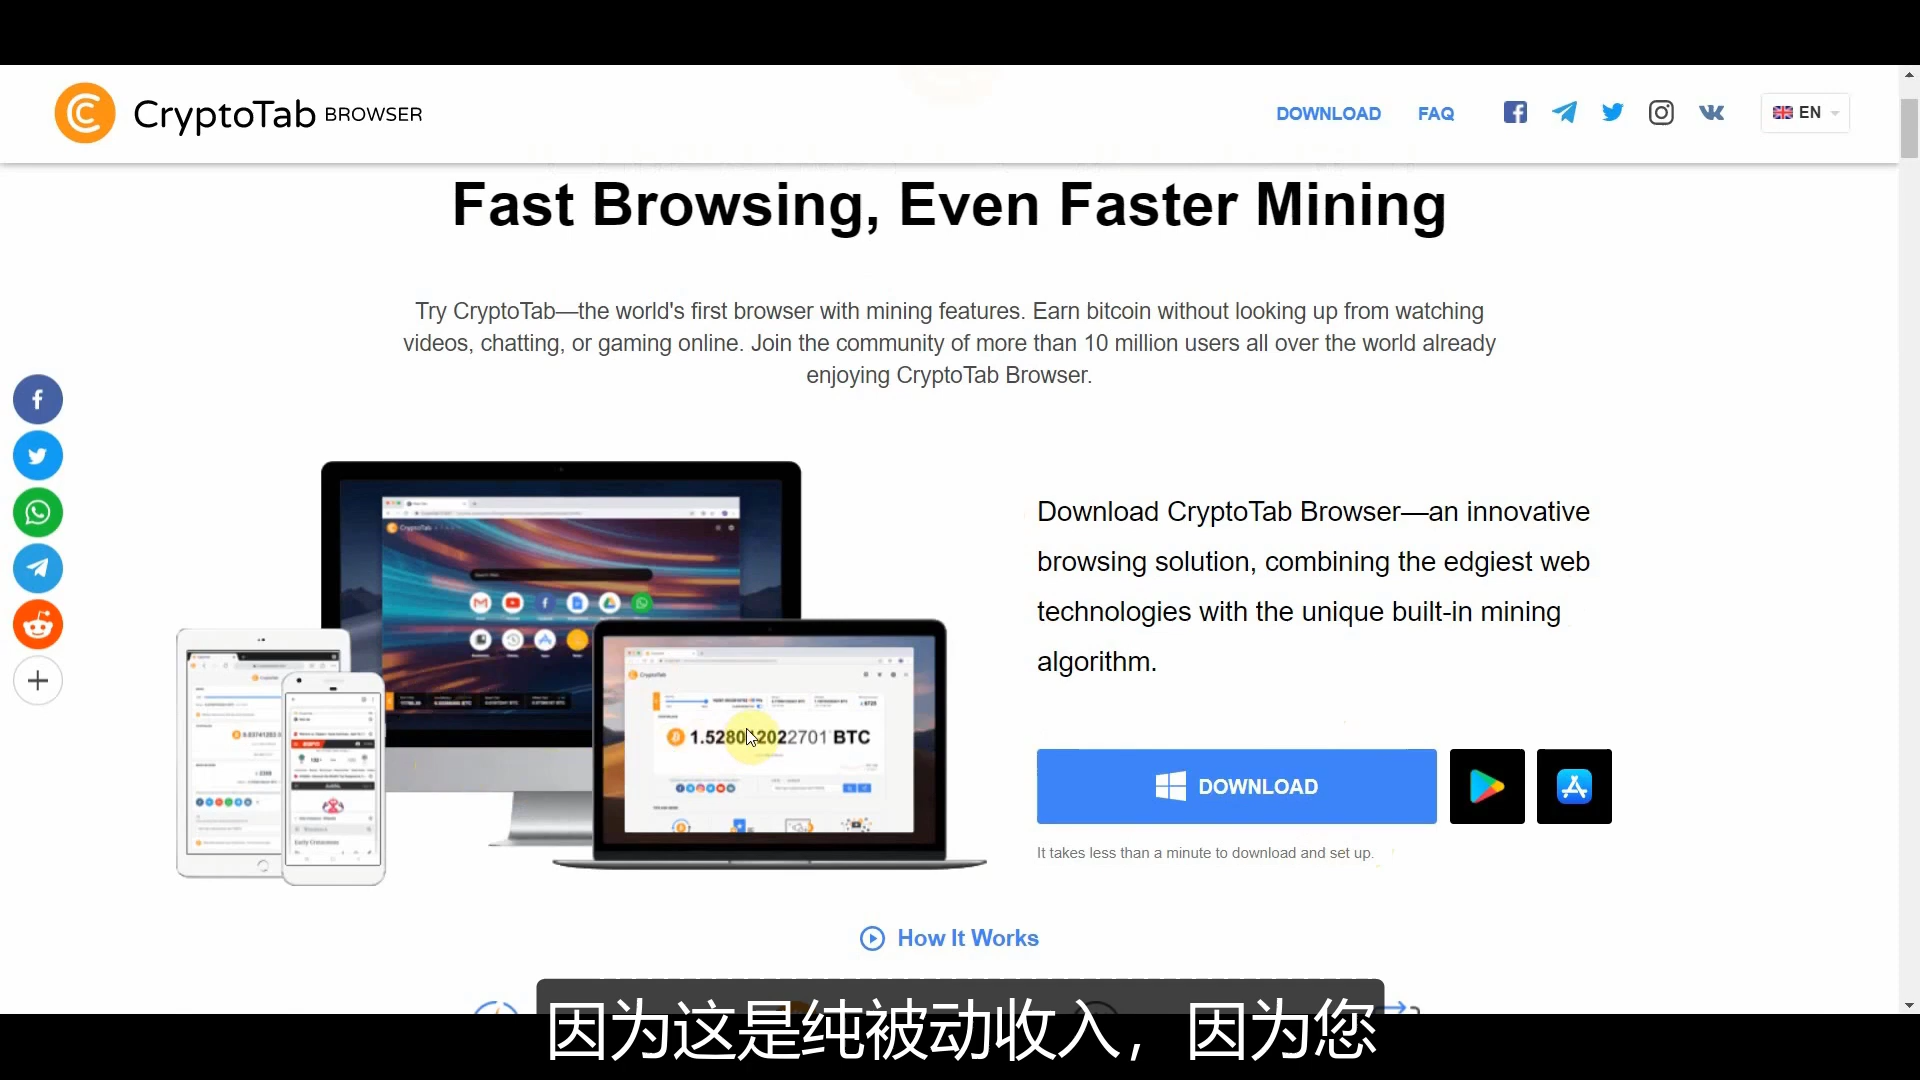 CryptoTab BROWSER
DOWNLOAD
FAQ
EN
Fast Browsing, Even Faster Mining
Try CryptoTab—the world's first browser with mining features. Earn bitcoin without looking up from watching
videos, chatting, or gaming online. Join the community of more than 10 million users all over the world already
enjoying CryptoTab Browser.
Download CryptoTab Browser—an innovative
browsing solution, combining the edgiest web
technologies with the unique built-in mining
algorithm.
CryptoTab
CryptoTab
BTC
DOWNLOAD
It takes less than a minute to download and set up.
How It Works
因为这是纯被动收入，因为您